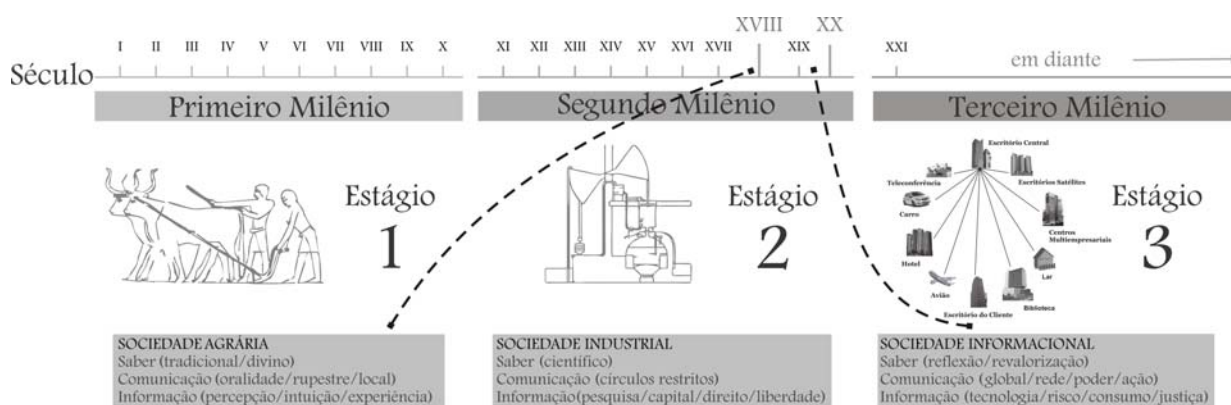 XVIII XX
I II III IV V VI VII VIII IX X XI XII XIII XIV XV XVI XVII XIX XXI
em diante
Século
Primeiro Milênio
Segundo Milênio
Terceiro Milênio
Estágio
1
Estágio
2
Estágio
3
Escritório Central
Teleconferência
Escritórios Satélites
Carro
Centros
Multiempresariais
Hotel
Lar
Avião
Biblioteca
Escritório do Cliente
SOCIEDADE AGRÁRIA
Saber (tradicional/divino)
Comunicação (oralidade/rupestre/local)
Informação (percepção/intuição/experiência)
SOCIEDADE INDUSTRIAL
Saber (científico)
Comunicação (círculos restritos)
Informação(pesquisa/capital/direito/liberdade)
SOCIEDADE INFORMACIONAL
Saber (reflexão/revalorização)
Comunicação (global/rede/poder/ação)
Informação (tecnologia/risco/consumo/justiça)